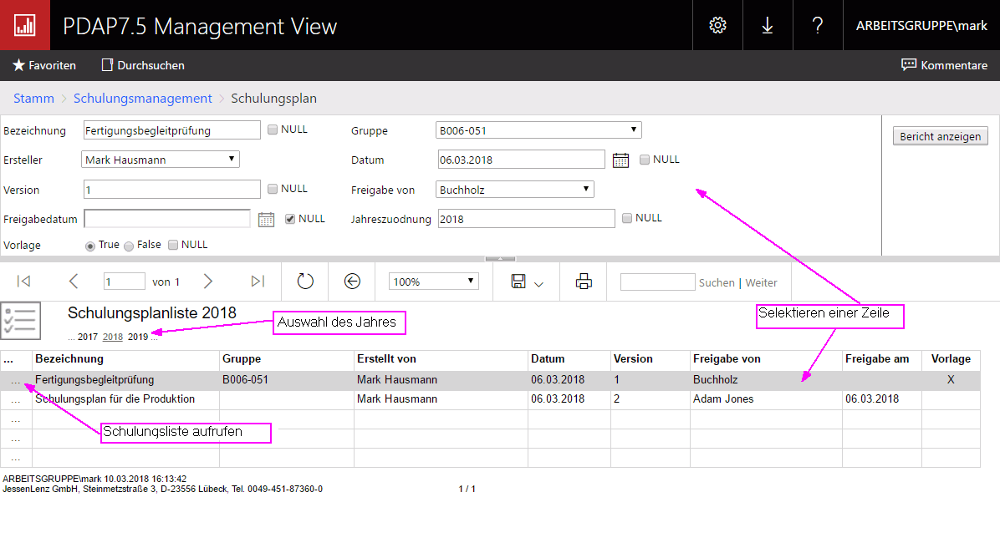 PDAP7.5 Management View
?
ARBEITSGRUPPE\mark
Favoriten
Durchsuchen
Kommentare
Stamm > Schulungsmanagement > Schulungsplan
Bezeichnung Fertigungsbegleitprüfung NULL Gruppe B006-051 Bericht anzeigen
Ersteller Mark Hausmann Datum 06.03.2018 NULL
Version 1 NULL Freigabe von Buchholz
Freigabedatum NULL Jahreszuodnung 2018 NULL
Vorlage True False NULL
1 von 1 100% Suchen | Weiter
Schulungsplanliste 2018
Auswahl des Jahres
Selektieren einer Zeile
... 2017 2018 2019 ...
... Bezeichnung Gruppe Erstellt von Datum Version Freigabe von Freigabe am Vorlage
... Fertigungsbegleitprüfung B006-051 Mark Hausmann 06.03.2018 1 Buchholz X
... Schulungsplan für die Produktion Mark Hausmann 06.03.2018 2 Adam Jones 06.03.2018
...
Schulungsliste aufrufen
...
...
ARBEITSGRUPPE\mark 10.03.2018 16:13:42
JessenLenz GmbH, Steinmetzstraße 3, D-23556 Lübeck, Tel. 0049-451-87360-0 1 / 1